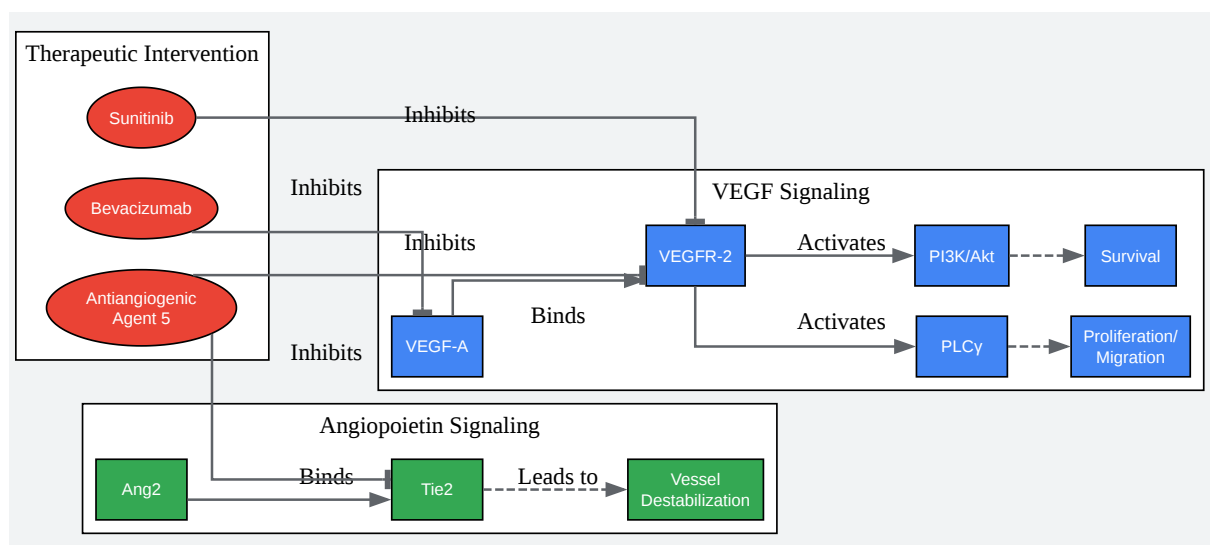 Therapeutic Intervention
Sunitinib
Inhibits
Bevacizumab
Inhibits
VEGF Signaling
Inhibits
VEGFR-2
Activates
PI3K/Akt
Survival
Antiangiogenic
Agent 5
Binds
Activates
Inhibits
VEGF-A
PLCγ
Proliferation/
Migration
Angiopoietin Signaling
Ang2
Binds
Tie2
Leads to
Vessel
Destabilization